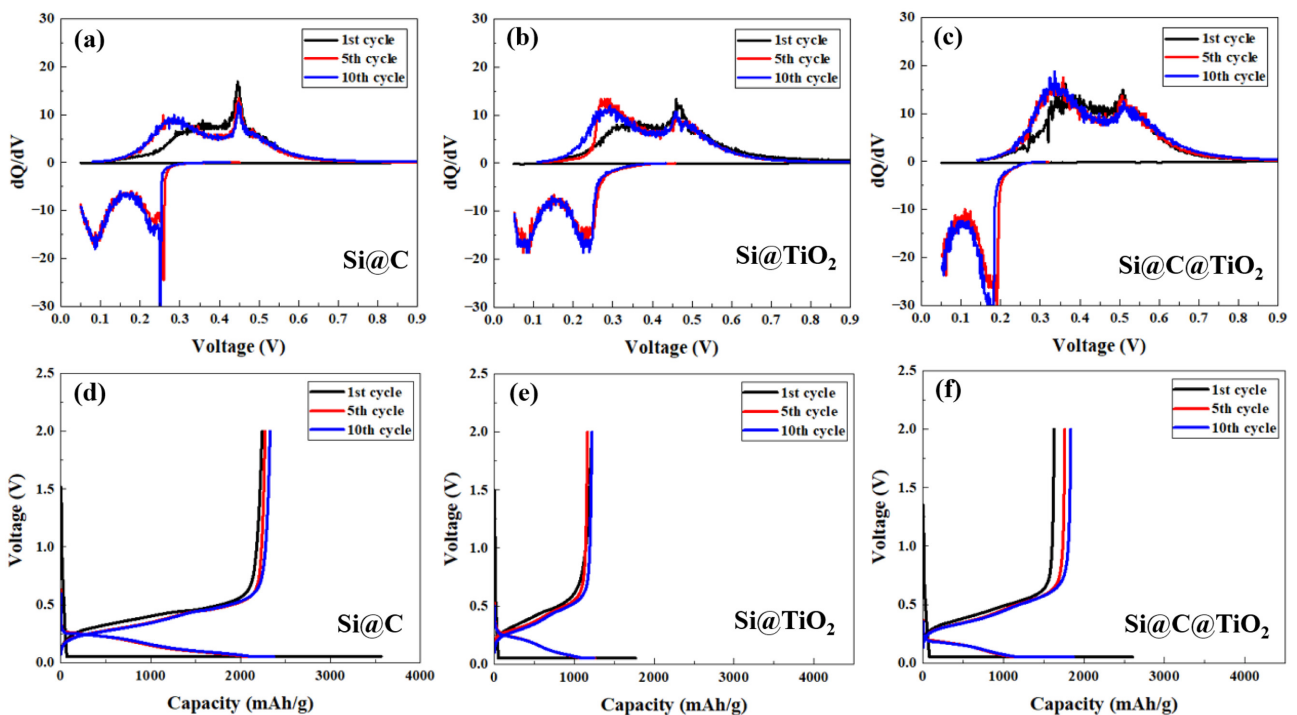 (a)
1st cycle
5th cycle
10th cycle
Si@C
dQ/dV
40
30
20
10
0
−10
−20
−30
0.0 0.1 0.2 0.3 0.4 0.5 0.6 0.7 0.8 0.9
Voltage (V)
(b)
1st cycle
5th cycle
10th cycle
Si@TiO₂
dQ/dV
40
30
20
10
0
−10
−20
−30
0.0 0.1 0.2 0.3 0.4 0.5 0.6 0.7 0.8 0.9
Voltage (V)
(c)
1st cycle
5th cycle
10th cycle
Si@C@TiO₂
dQ/dV
30
20
10
0
−10
−20
−30
0.0 0.1 0.2 0.3 0.4 0.5 0.6 0.7 0.8 0.9
Voltage (V)
(d)
1st cycle
5th cycle
10th cycle
Si@C
Voltage (V)
2.5
2.0
1.5
1.0
0.5
0.0
0 1000 2000 3000 4000
Capacity (mAh/g)
(e)
1st cycle
5th cycle
10th cycle
Si@TiO₂
Voltage (V)
2.5
2.0
1.5
1.0
0.5
0.0
0 1000 2000 3000 4000
Capacity (mAh/g)
(f)
1st cycle
5th cycle
10th cycle
Si@C@TiO₂
Voltage (V)
2.5
2.0
1.5
1.0
0.5
0.0
0 1000 2000 3000 4000
Capacity (mAh/g)